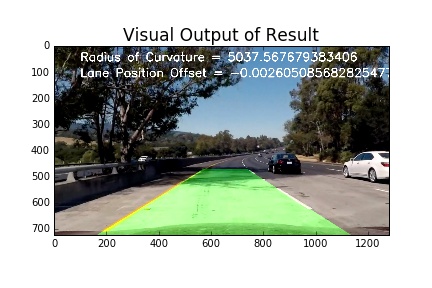 Visual Output of Result
Radius of Curvature = 5037.567679383406
Lane Position Offset = -0.002605085682825477
0
100
200
300
400
500
600
700
0 200 400 600 800 1000 1200